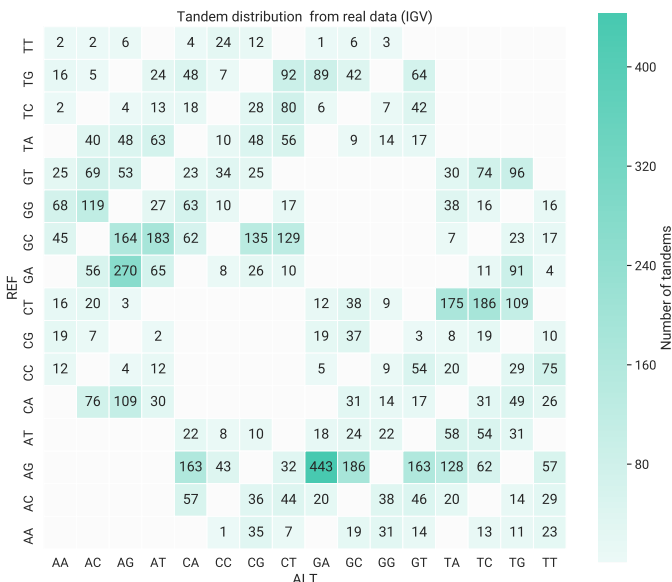 Tandem distribution  from real data (IGV)
TT 2 2 6 4 24 12 1 6 3
TG 16 5 24 48 7 92 89 42 64
TC 2 4 13 18 28 80 6 7 42
TA 40 48 63 10 48 56 9 14 17
GT 25 69 53 23 34 25 30 74 96
GG 68 119 27 63 10 17 38 16 16
GC 45 164 183 62 135 129 7 23 17
GA 56 270 65 8 26 10 11 91 4
CT 16 20 3 12 38 9 175 186 109
CG 19 7 2 19 37 3 8 19 10
CC 12 4 12 5 9 54 20 29 75
CA 76 109 30 31 14 17 31 49 26
AT 22 8 10 18 24 22 58 54 31
AG 163 43 32 443 186 163 128 62 57
AC 57 36 44 20 38 46 20 14 29
AA 1 35 7 19 31 14 13 11 23
AA AC AG AT CA CC CG CT GA GC GG GT TA TC TG TT
ALT
REF
400
320
240
160
80
Number of tandems